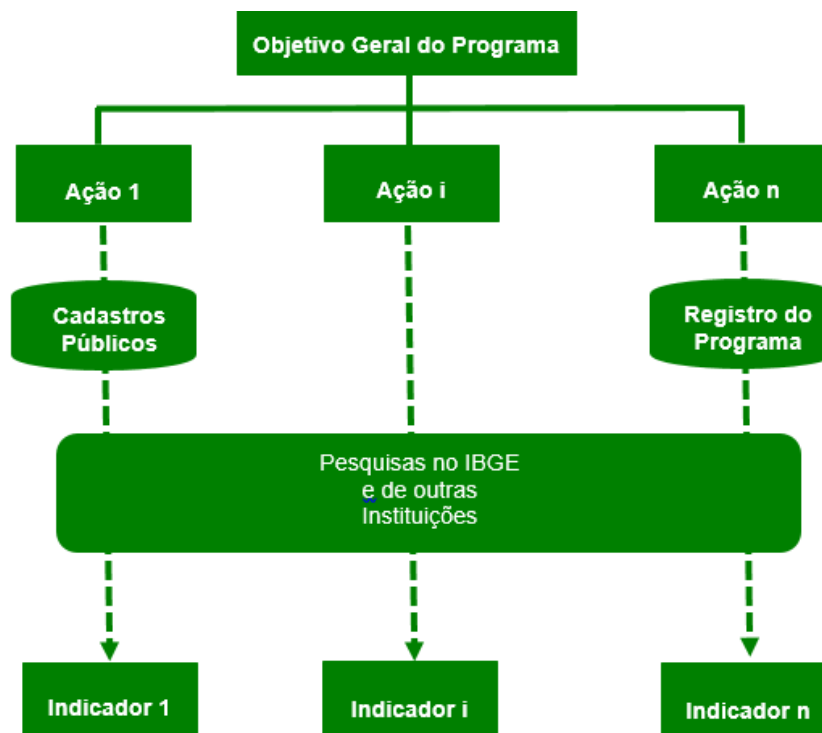 Objetivo Geral do Programa
Ação 1
Ação i
Ação n
Cadastros
Públicos
Registro do
Programa
Pesquisas no IBGE
e de outras
Instituições
Indicador 1
Indicador i
Indicador n